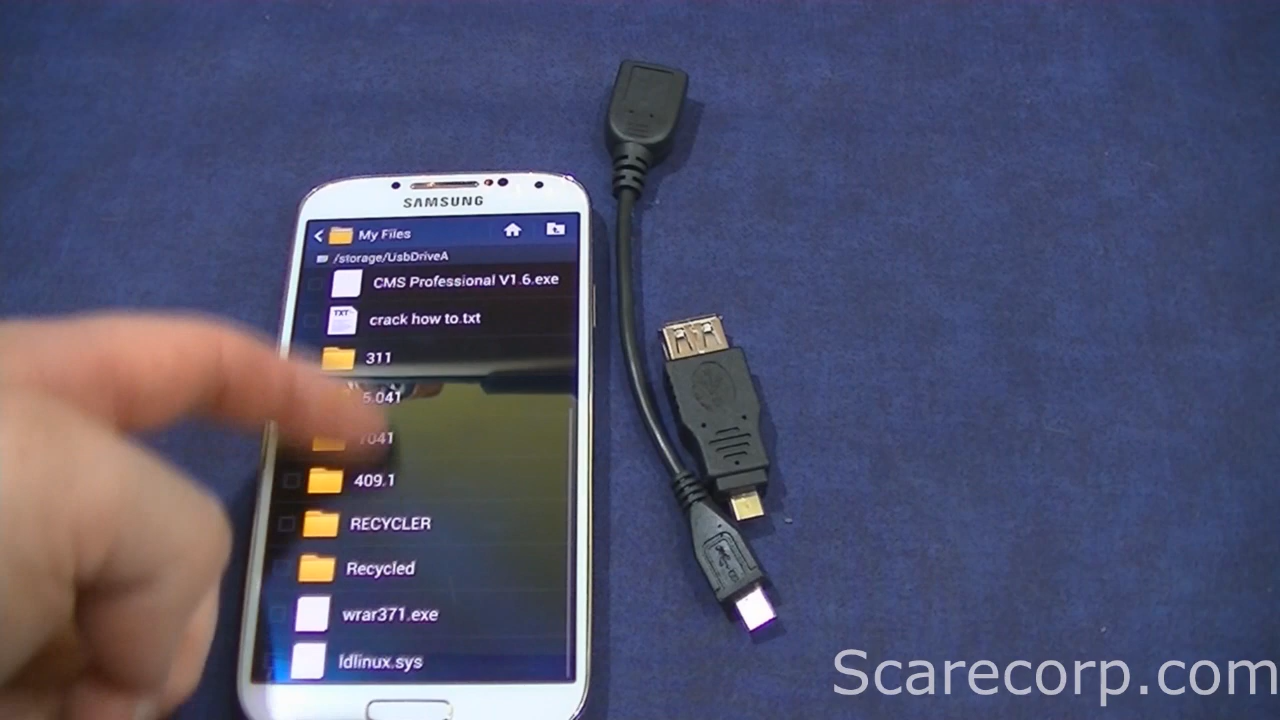 SAMSUNG
My Files
/storage/UsbDriveA
CMS Professional V1.6.exe
TXT
crack how to.txt
311
5.041
409.1
RECYCLER
Recycled
wrar371.exe
ldlinux.sys
Scarecorp.com